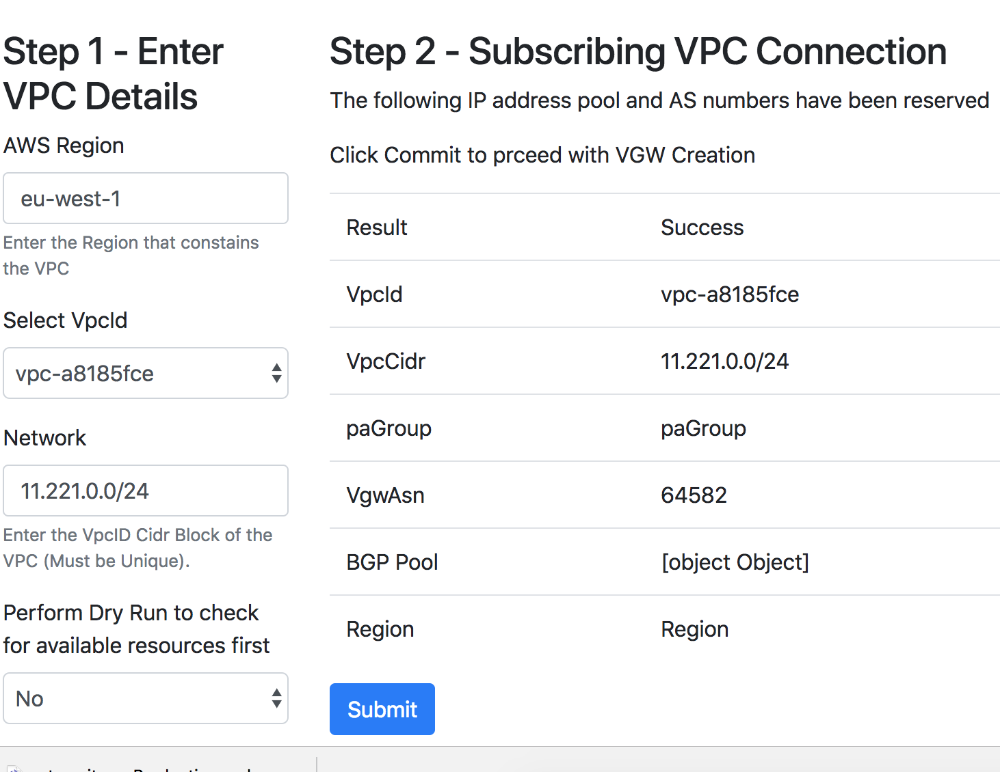 Step 1 - Enter
VPC Details
AWS Region
eu-west-1
Enter the Region that constains
the VPC
Select VpcId
vpc-a8185fce
Network
11.221.0.0/24
Enter the VpcID Cidr Block of the
VPC (Must be Unique).
Perform Dry Run to check
for available resources first
No
Step 2 - Subscribing VPC Connection
The following IP address pool and AS numbers have been reserved
Click Commit to prceed with VGW Creation
Result Success
VpcId vpc-a8185fce
VpcCidr 11.221.0.0/24
paGroup paGroup
VgwAsn 64582
BGP Pool [object Object]
Region Region
Submit